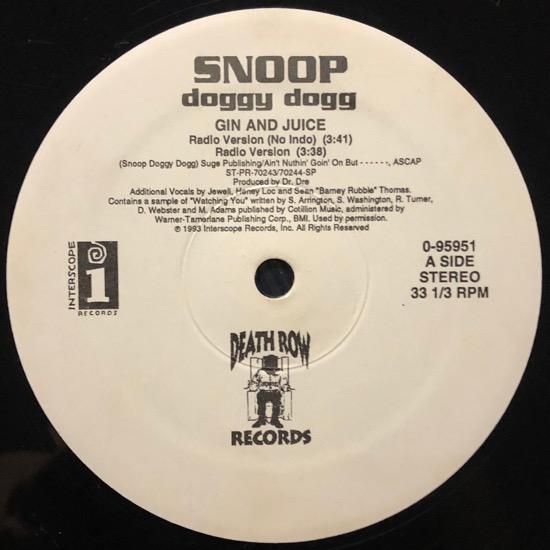 SNOOP
doggy dogg
GIN AND JUICE
Radio Version (No Indo) (3:41)
Radio Version (3:38)
(Snoop Doggy Dogg) Suge Publishing/Ain't Nuthin' Goin' On But - - - - - -, ASCAP
ST-PR-70243/70244-SP
Produced by Dr. Dre
Additional Vocals by Jewell, Heney Loc and Sean "Barney Rubble" Thomas.
Contains a sample of "Watching You" written by S. Arrington, S. Washington, R. Turner,
D. Webster and M. Adams published by Cotillion Music, administered by
Warner-Tamerlane Publishing Corp., BMI. Used by permission.
℗ 1993 Interscope Records, Inc. All Rights Reserved
INTERSCOPE
1
RECORDS
0-95951
A SIDE
STEREO
33 1/3 RPM
DEATH ROW
RECORDS